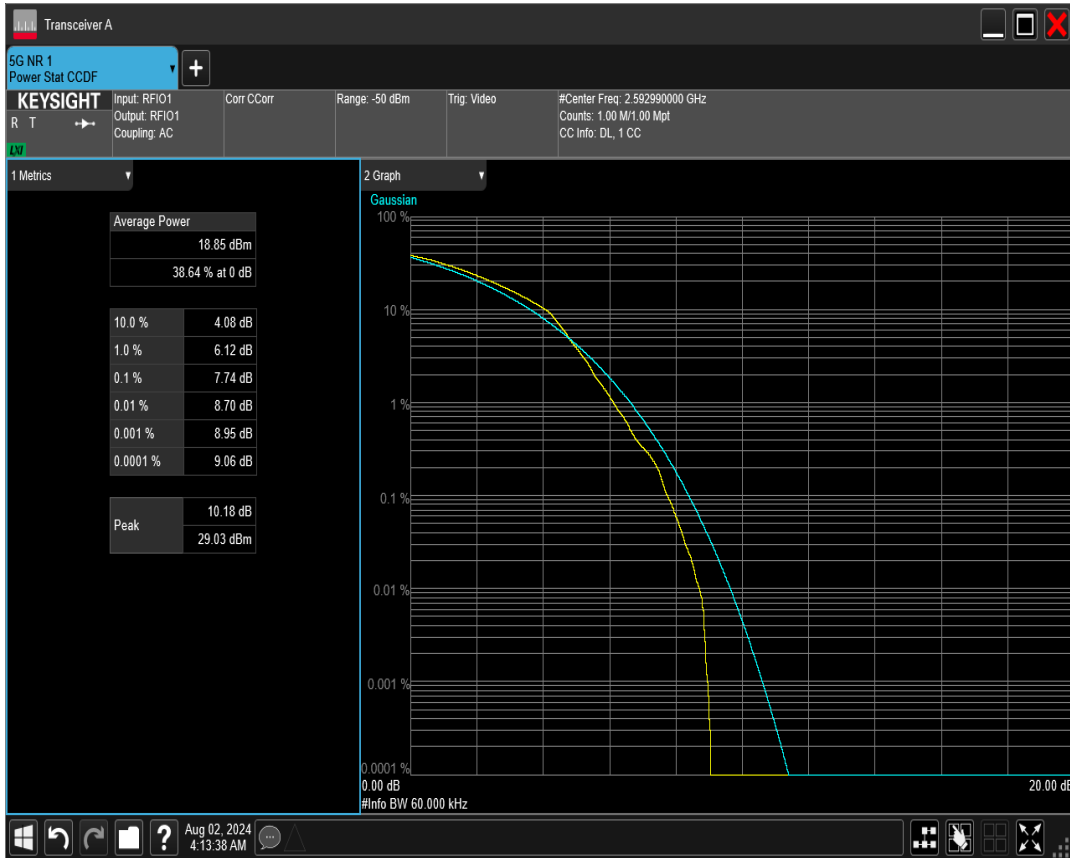 Transceiver A
5G NR 1
Power Stat CCDF
KEYSIGHT
R T
LXI
Input: RFIO1
Output: RFIO1
Coupling: AC
Corr CCorr
Range: -50 dBm
Trig: Video
#Center Freq: 2.592990000 GHz
Counts: 1.00 M/1.00 Mpt
CC Info: DL, 1 CC
1 Metrics
Average Power
18.85 dBm
38.64 % at 0 dB
10.0 % 4.08 dB
1.0 % 6.12 dB
0.1 % 7.74 dB
0.01 % 8.70 dB
0.001 % 8.95 dB
0.0001 % 9.06 dB
Peak 10.18 dB
29.03 dBm
2 Graph
Gaussian
100 %
10 %
1 %
0.1 %
0.01 %
0.001 %
0.0001 %
0.00 dB 20.00 dB
#Info BW 60.000 kHz
? Aug 02, 2024
4:13:38 AM